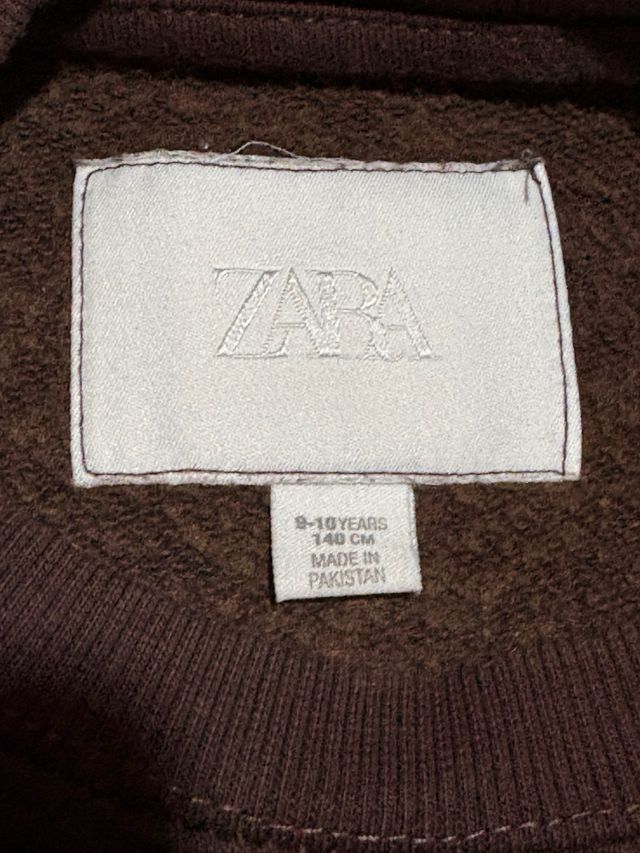 ZARA
9-10 YEARS
140 CM
MADE IN
PAKISTAN